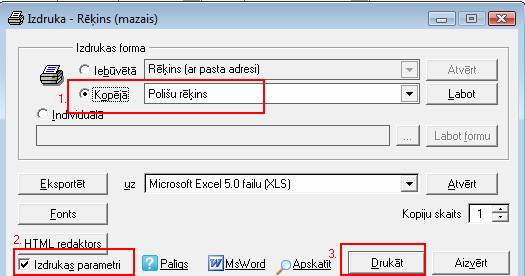 Izdruka - Rēķins (mazais)
Izdrukas forma
Iebūvētā Rēķins (ar pasta adresi) Atvērt
1. Kopējā Polišu rēķins Labot
Individuālā
... Labot formu
Eksportēt uz Microsoft Excel 5.0 failu (XLS) Atvērt
Fonts Kopiju skaits 1
2. HTML redaktors
Izdrukas parametri Palīgs MsWord Apskatīt 3. Drukāt Aizvērt